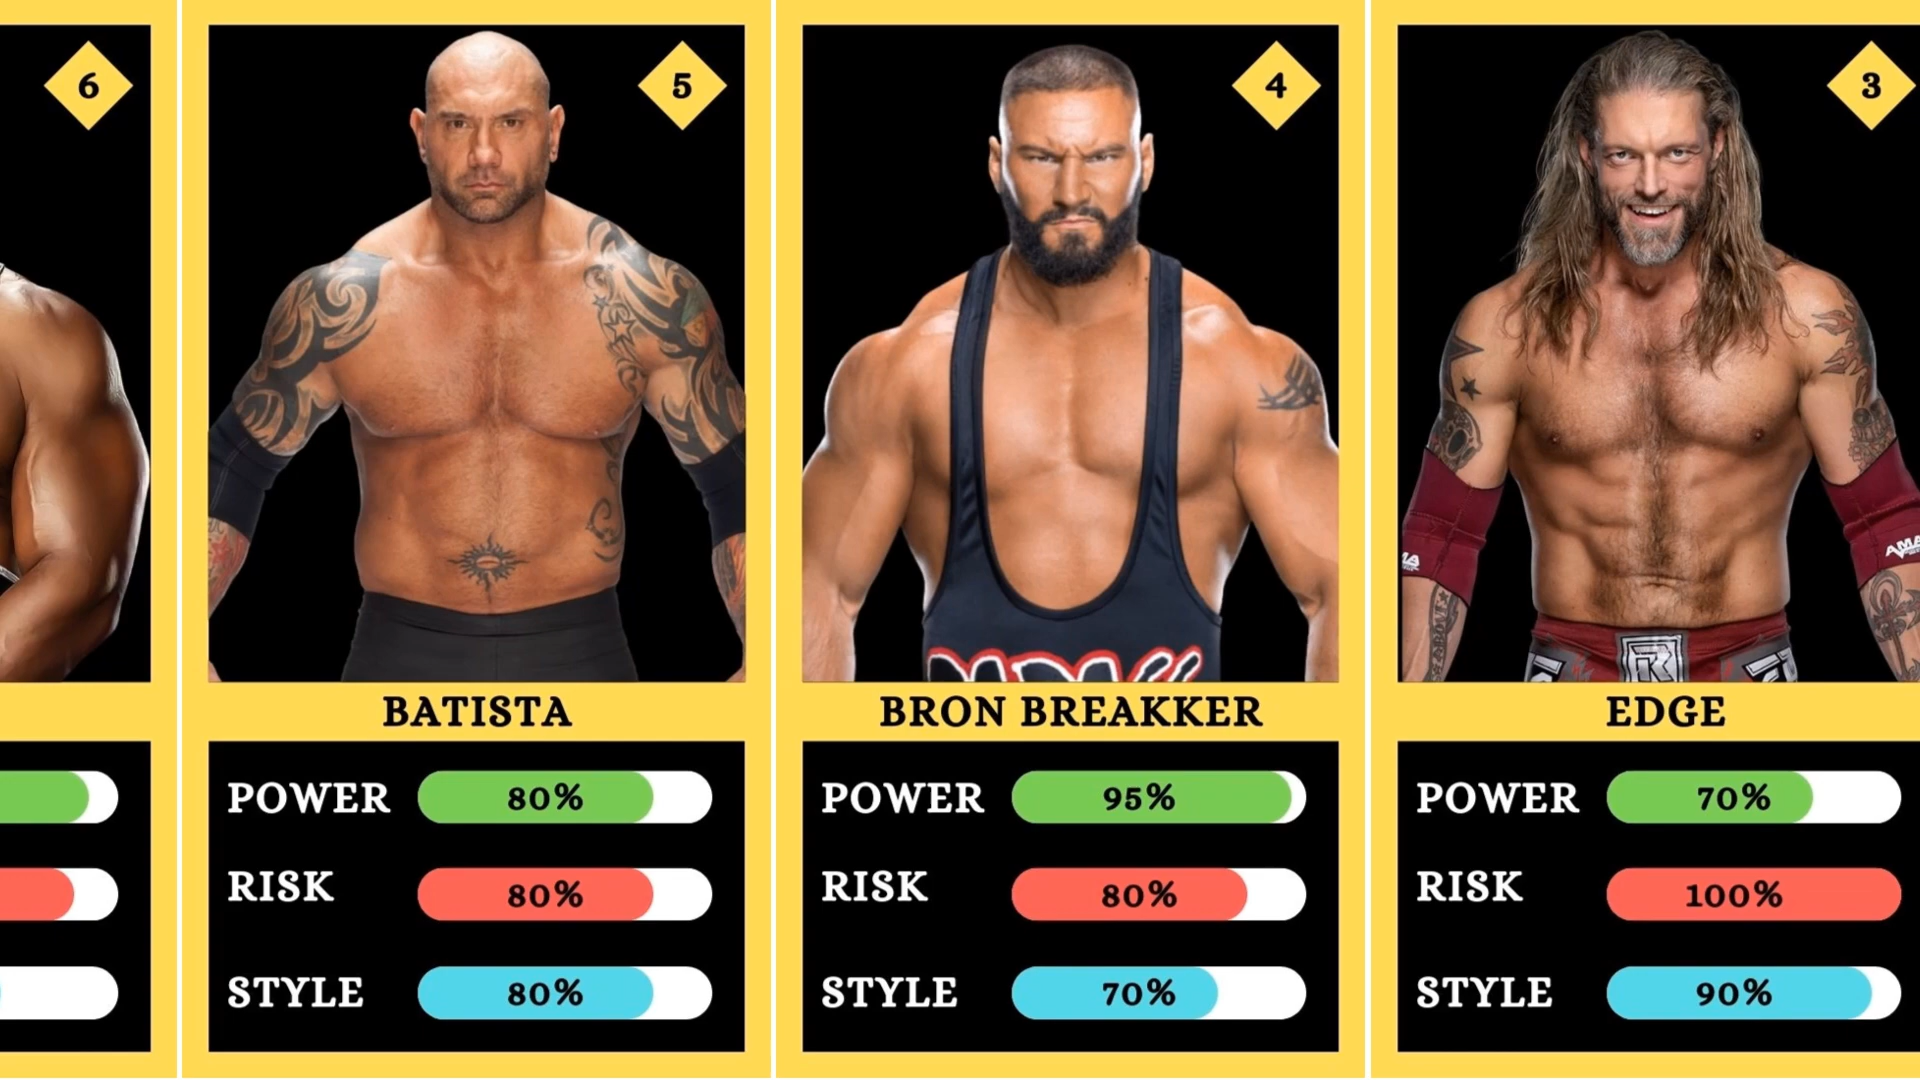 6
5
BATISTA
POWER 80%
RISK 80%
STYLE 80%
4
BRON BREAKKER
POWER 95%
RISK 80%
STYLE 70%
3
EDGE
POWER 70%
RISK 100%
STYLE 90%